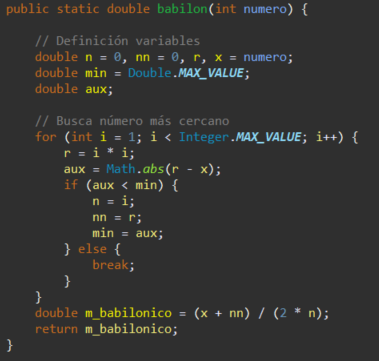 public static double babilon(int numero) {
// Definición variables
double n = 0, nn = 0, r, x = numero;
double min = Double.MAX_VALUE;
double aux;
// Busca número más cercano
for (int i = 1; i < Integer.MAX_VALUE; i++) {
r = i * i;
aux = Math.abs(r - x);
if (aux < min) {
n = i;
nn = r;
min = aux;
} else {
break;
}
}
double m_babilonico = (x + nn) / (2 * n);
return m_babilonico;
}